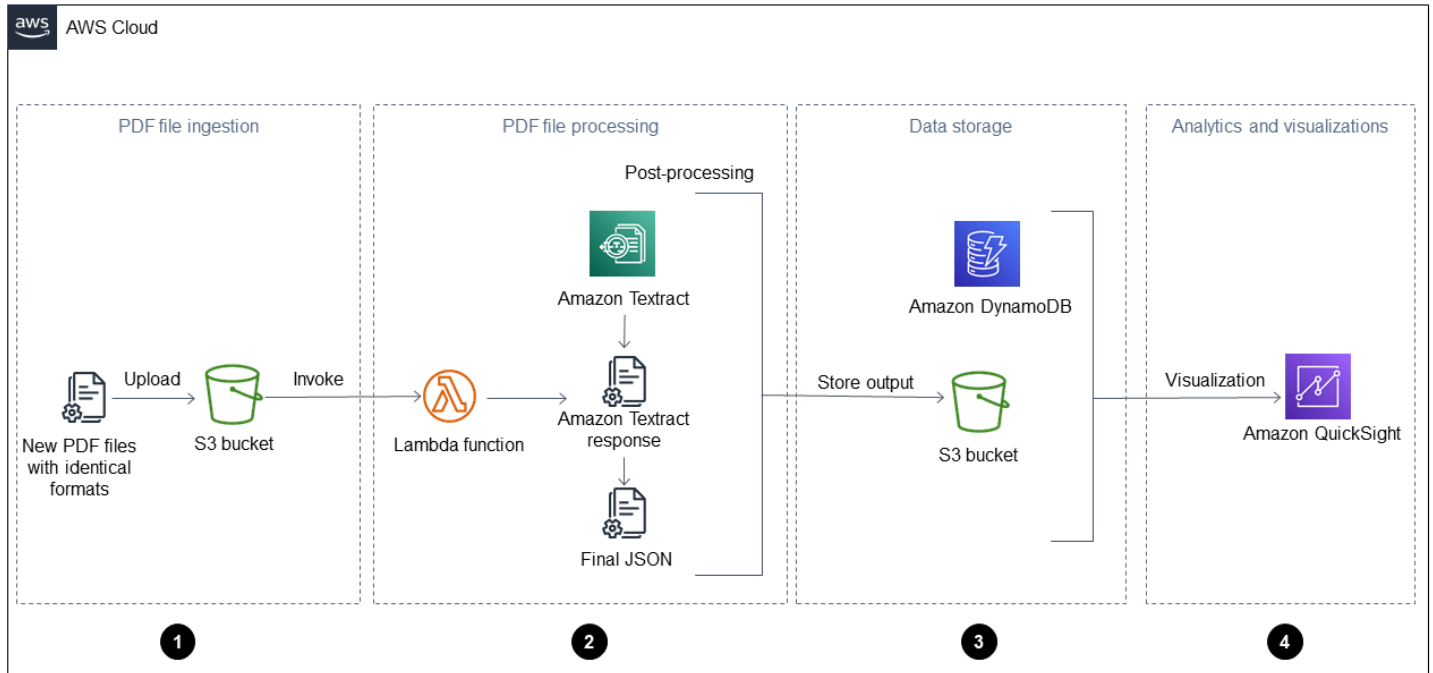 aws
AWS Cloud
PDF file ingestion
PDF file processing
Data storage
Analytics and visualizations
Post-processing
Amazon Textract
Amazon DynamoDB
Upload
Invoke
Store output
Visualization
New PDF files
with identical
formats
S3 bucket
Lambda function
Amazon Textract
response
S3 bucket
Amazon QuickSight
Final JSON
1
2
3
4